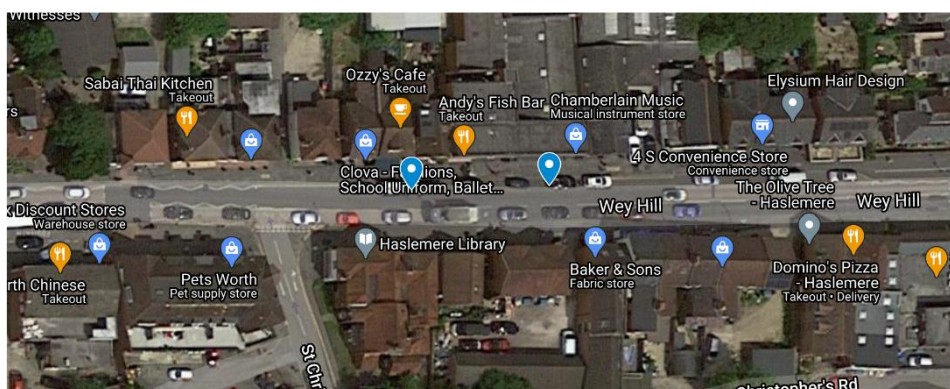 Witnesses
Sabai Thai Kitchen
Takeout
Ozzy's Cafe
Takeout
Andy's Fish Bar
Takeout
Chamberlain Music
Musical instrument store
Elysium Hair Design
rs
Clova - F
ions,
School Uniform, Ballet...
4 S Convenience Store
Convenience store
The Olive Tree
- Haslemere
Wey Hill
Wey Hill
x Discount Stores
Warehouse store
Haslemere Library
rth Chinese
Takeout
Pets Worth
Pet supply store
Baker & Sons
Fabric store
Domino's Pizza
- Haslemere
Takeout • Delivery
St Chr
Christopher's Rd